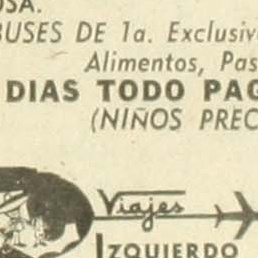 OSA.
BUSES DE 1a. Exclusiv
Alimentos, Pas
DIAS TODO PAG
(NIÑOS PREC
Viajes
IZQUIERDO